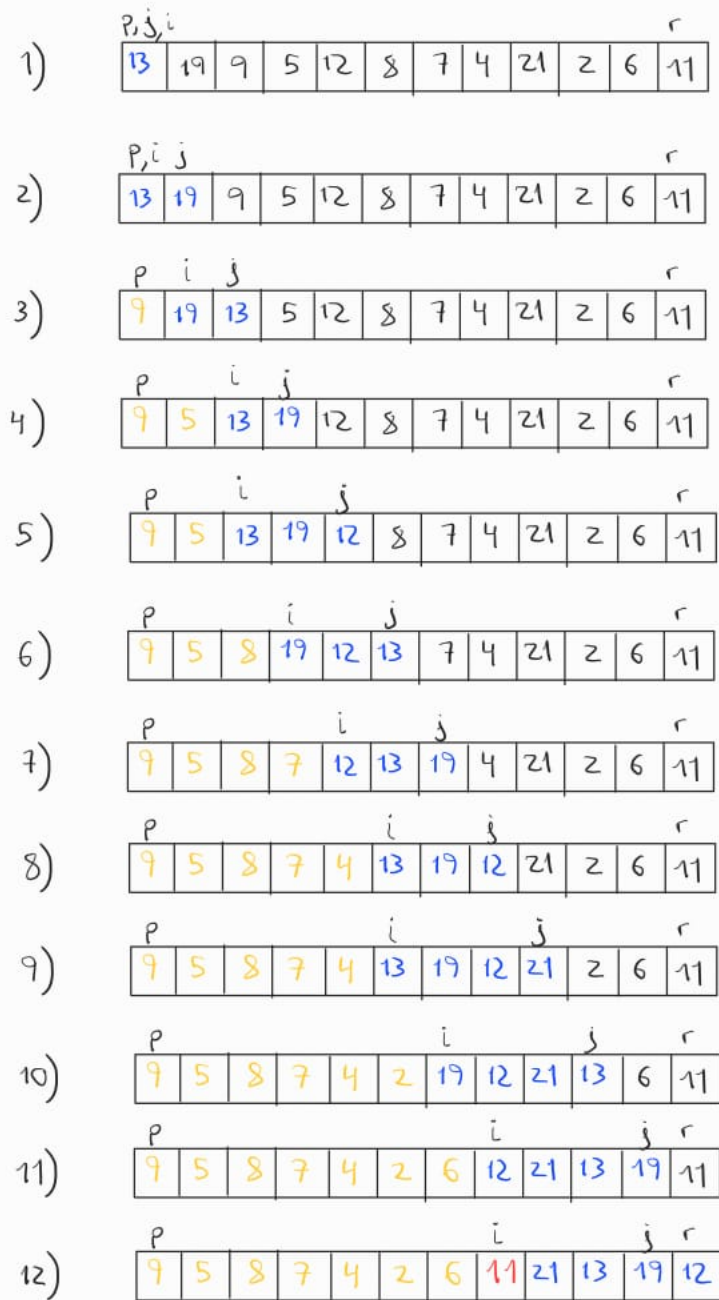 p,j,i r
1) 13 19 9 5 12 8 7 4 21 2 6 11
p,i j r
2) 13 19 9 5 12 8 7 4 21 2 6 11
p i j r
3) 9 19 13 5 12 8 7 4 21 2 6 11
p i j r
4) 9 5 13 19 12 8 7 4 21 2 6 11
p i j r
5) 9 5 13 19 12 8 7 4 21 2 6 11
p i j r
6) 9 5 8 19 12 13 7 4 21 2 6 11
p i j r
7) 9 5 8 7 12 13 19 4 21 2 6 11
p i j r
8) 9 5 8 7 4 13 19 12 21 2 6 11
p i j r
9) 9 5 8 7 4 13 19 12 21 2 6 11
p i j r
10) 9 5 8 7 4 2 19 12 21 13 6 11
p i j r
11) 9 5 8 7 4 2 6 12 21 13 19 11
p i j r
12) 9 5 8 7 4 2 6 11 21 13 19 12